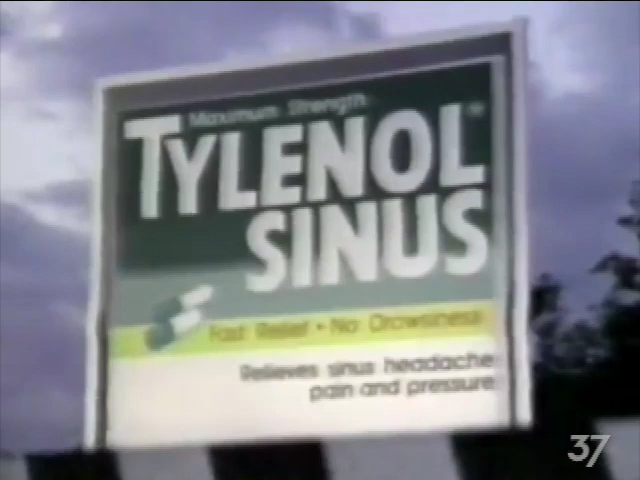 Maximum Strength
TYLENOL
SINUS
Fast Relief • No Drowsiness
Relieves sinus headache
pain and pressure
37